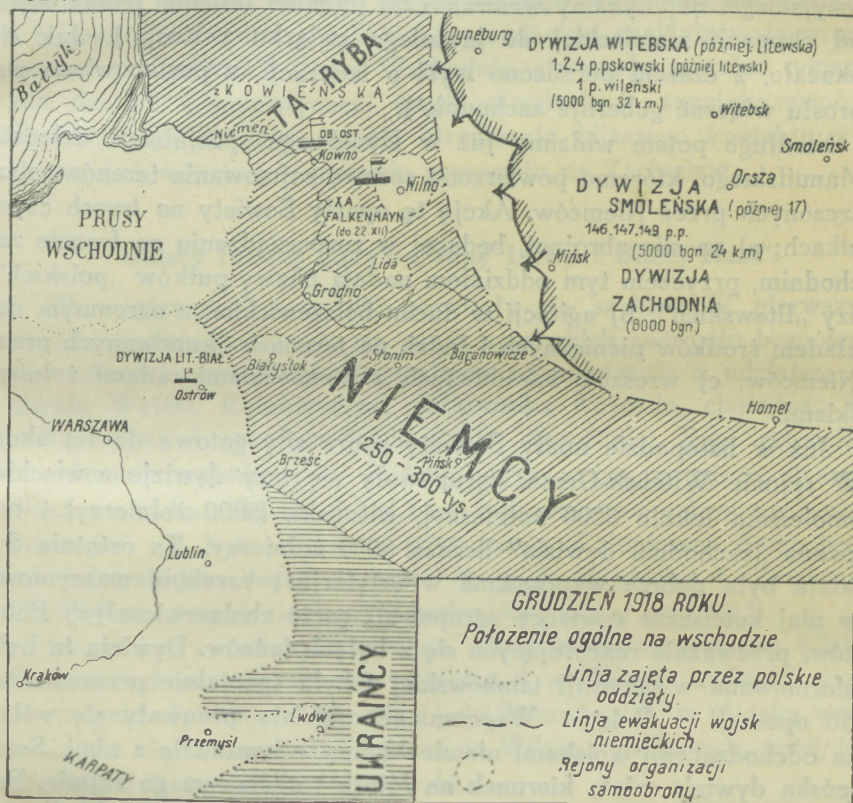 Bałtyk
Dyneburg
DYWIZJA WITEBSKA (później: Litewska)
1,2,4 p.pskowski (później litewski)
1 p.wileński
(5000 bgn 32 k.m.)
Witebsk
Smoleńsk
Orsza
DYWIZJA
SMOLEŃSKA (później 17)
146.147.149 p.p.
(5000 bgn 24 k.m.)
Mińsk
DYWIZJA
ZACHODNIA
(8000 bgn.)
TA-RYBA
z KOWIEŃSKA
Niemen
OB. OST.
Kowno
Wilno
X.A.
FALKENHAYN
(do 22 XII)
PRUSY
WSCHODNIE
Lida
Grodno
DYWIZJA LIT.-BIAŁ.
Ostrów
Białystok
Słonim
Baranowicze
NIEMCY
250 - 300 tys.
Homel
WARSZAWA
Brześć
Pińsk
Lublin
Kraków
Przemyśl
Lwów
KARPATY
UKRAIŃCY
GRUDZIEŃ 1918 ROKU.
Położenie ogólne na wschodzie
Linja zajęta przez polskie
oddziały.
Linja ewakuacji wojsk
niemieckich.
Rejony organizacji
samoobrony.